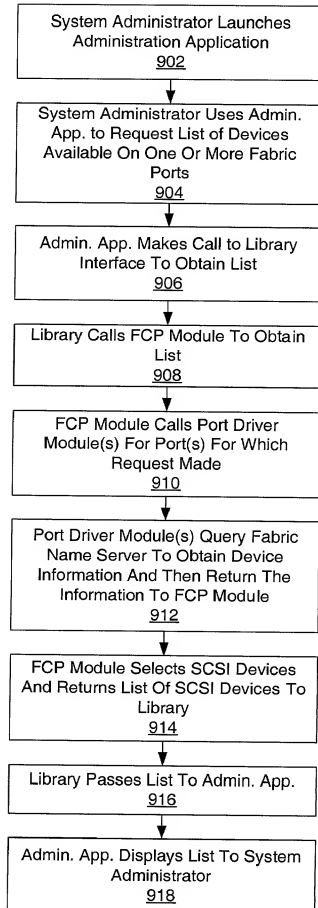 System Administrator Launches
Administration Application
902
System Administrator Uses Admin.
App. to Request List of Devices
Available On One Or More Fabric
Ports
904
Admin. App. Makes Call to Library
Interface To Obtain List
906
Library Calls FCP Module To Obtain
List
908
FCP Module Calls Port Driver
Module(s) For Port(s) For Which
Request Made
910
Port Driver Module(s) Query Fabric
Name Server To Obtain Device
Information And Then Return The
Information To FCP Module
912
FCP Module Selects SCSI Devices
And Returns List Of SCSI Devices To
Library
914
Library Passes List To Admin. App.
916
Admin. App. Displays List To System
Administrator
918